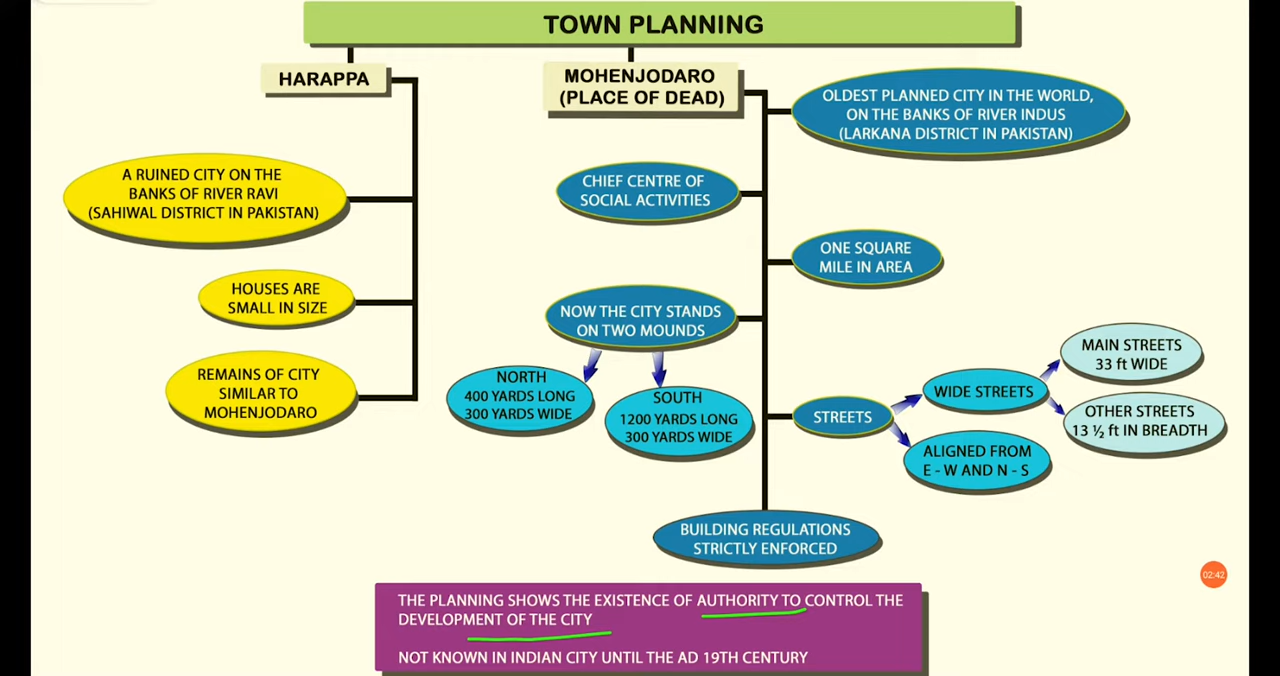 TOWN PLANNING
HARAPPA
A RUINED CITY ON THE
BANKS OF RIVER RAVI
(SAHIWAL DISTRICT IN PAKISTAN)
HOUSES ARE
SMALL IN SIZE
REMAINS OF CITY
SIMILAR TO
MOHENJODARO
MOHENJODARO
(PLACE OF DEAD)
OLDEST PLANNED CITY IN THE WORLD,
ON THE BANKS OF RIVER INDUS
(LARKANA DISTRICT IN PAKISTAN)
CHIEF CENTRE OF
SOCIAL ACTIVITIES
ONE SQUARE
MILE IN AREA
NOW THE CITY STANDS
ON TWO MOUNDS
NORTH
400 YARDS LONG
300 YARDS WIDE
SOUTH
1200 YARDS LONG
300 YARDS WIDE
STREETS
WIDE STREETS
MAIN STREETS
33 ft WIDE
OTHER STREETS
13 ½ ft IN BREADTH
ALIGNED FROM
E - W AND N - S
BUILDING REGULATIONS
STRICTLY ENFORCED
02:42
THE PLANNING SHOWS THE EXISTENCE OF AUTHORITY TO CONTROL THE
DEVELOPMENT OF THE CITY
NOT KNOWN IN INDIAN CITY UNTIL THE AD 19TH CENTURY